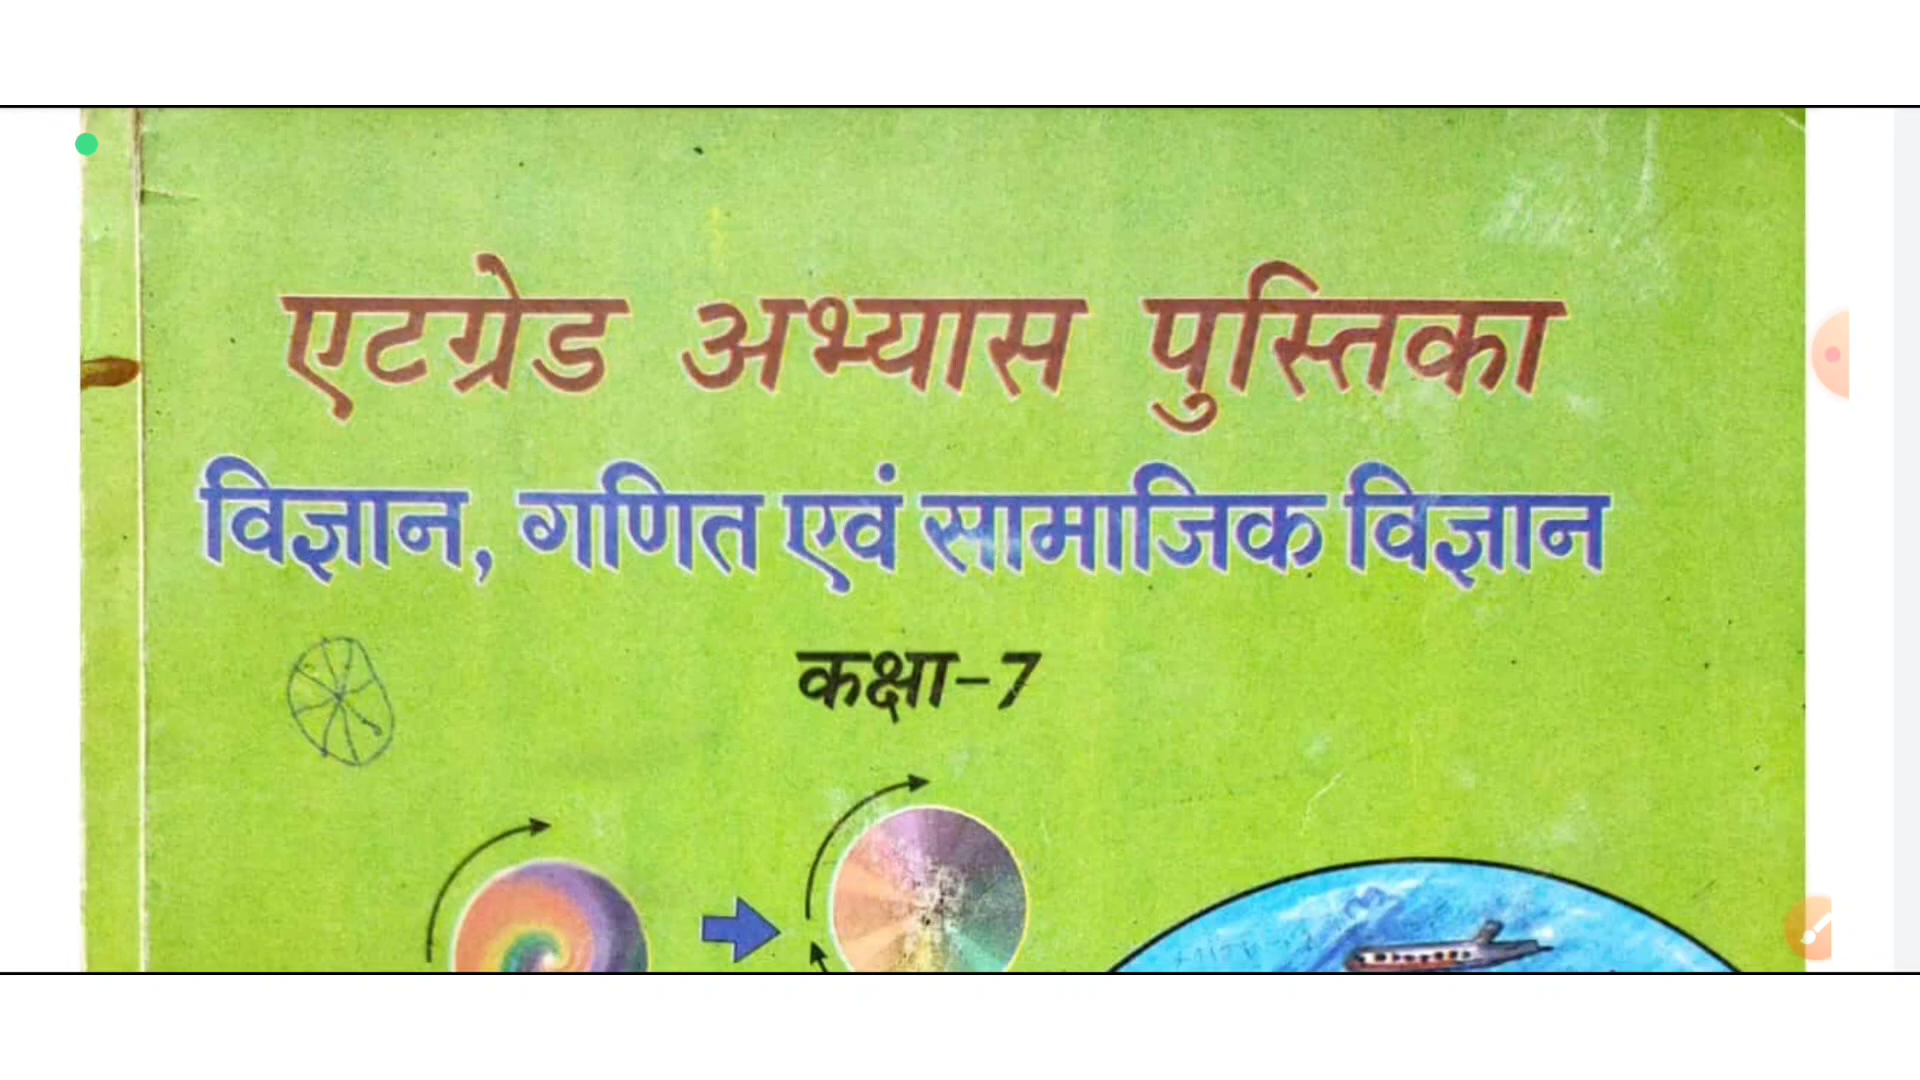 एटग्रेड अभ्यास पुस्तिका
विज्ञान, गणित एवं सामाजिक विज्ञान
कक्षा-7